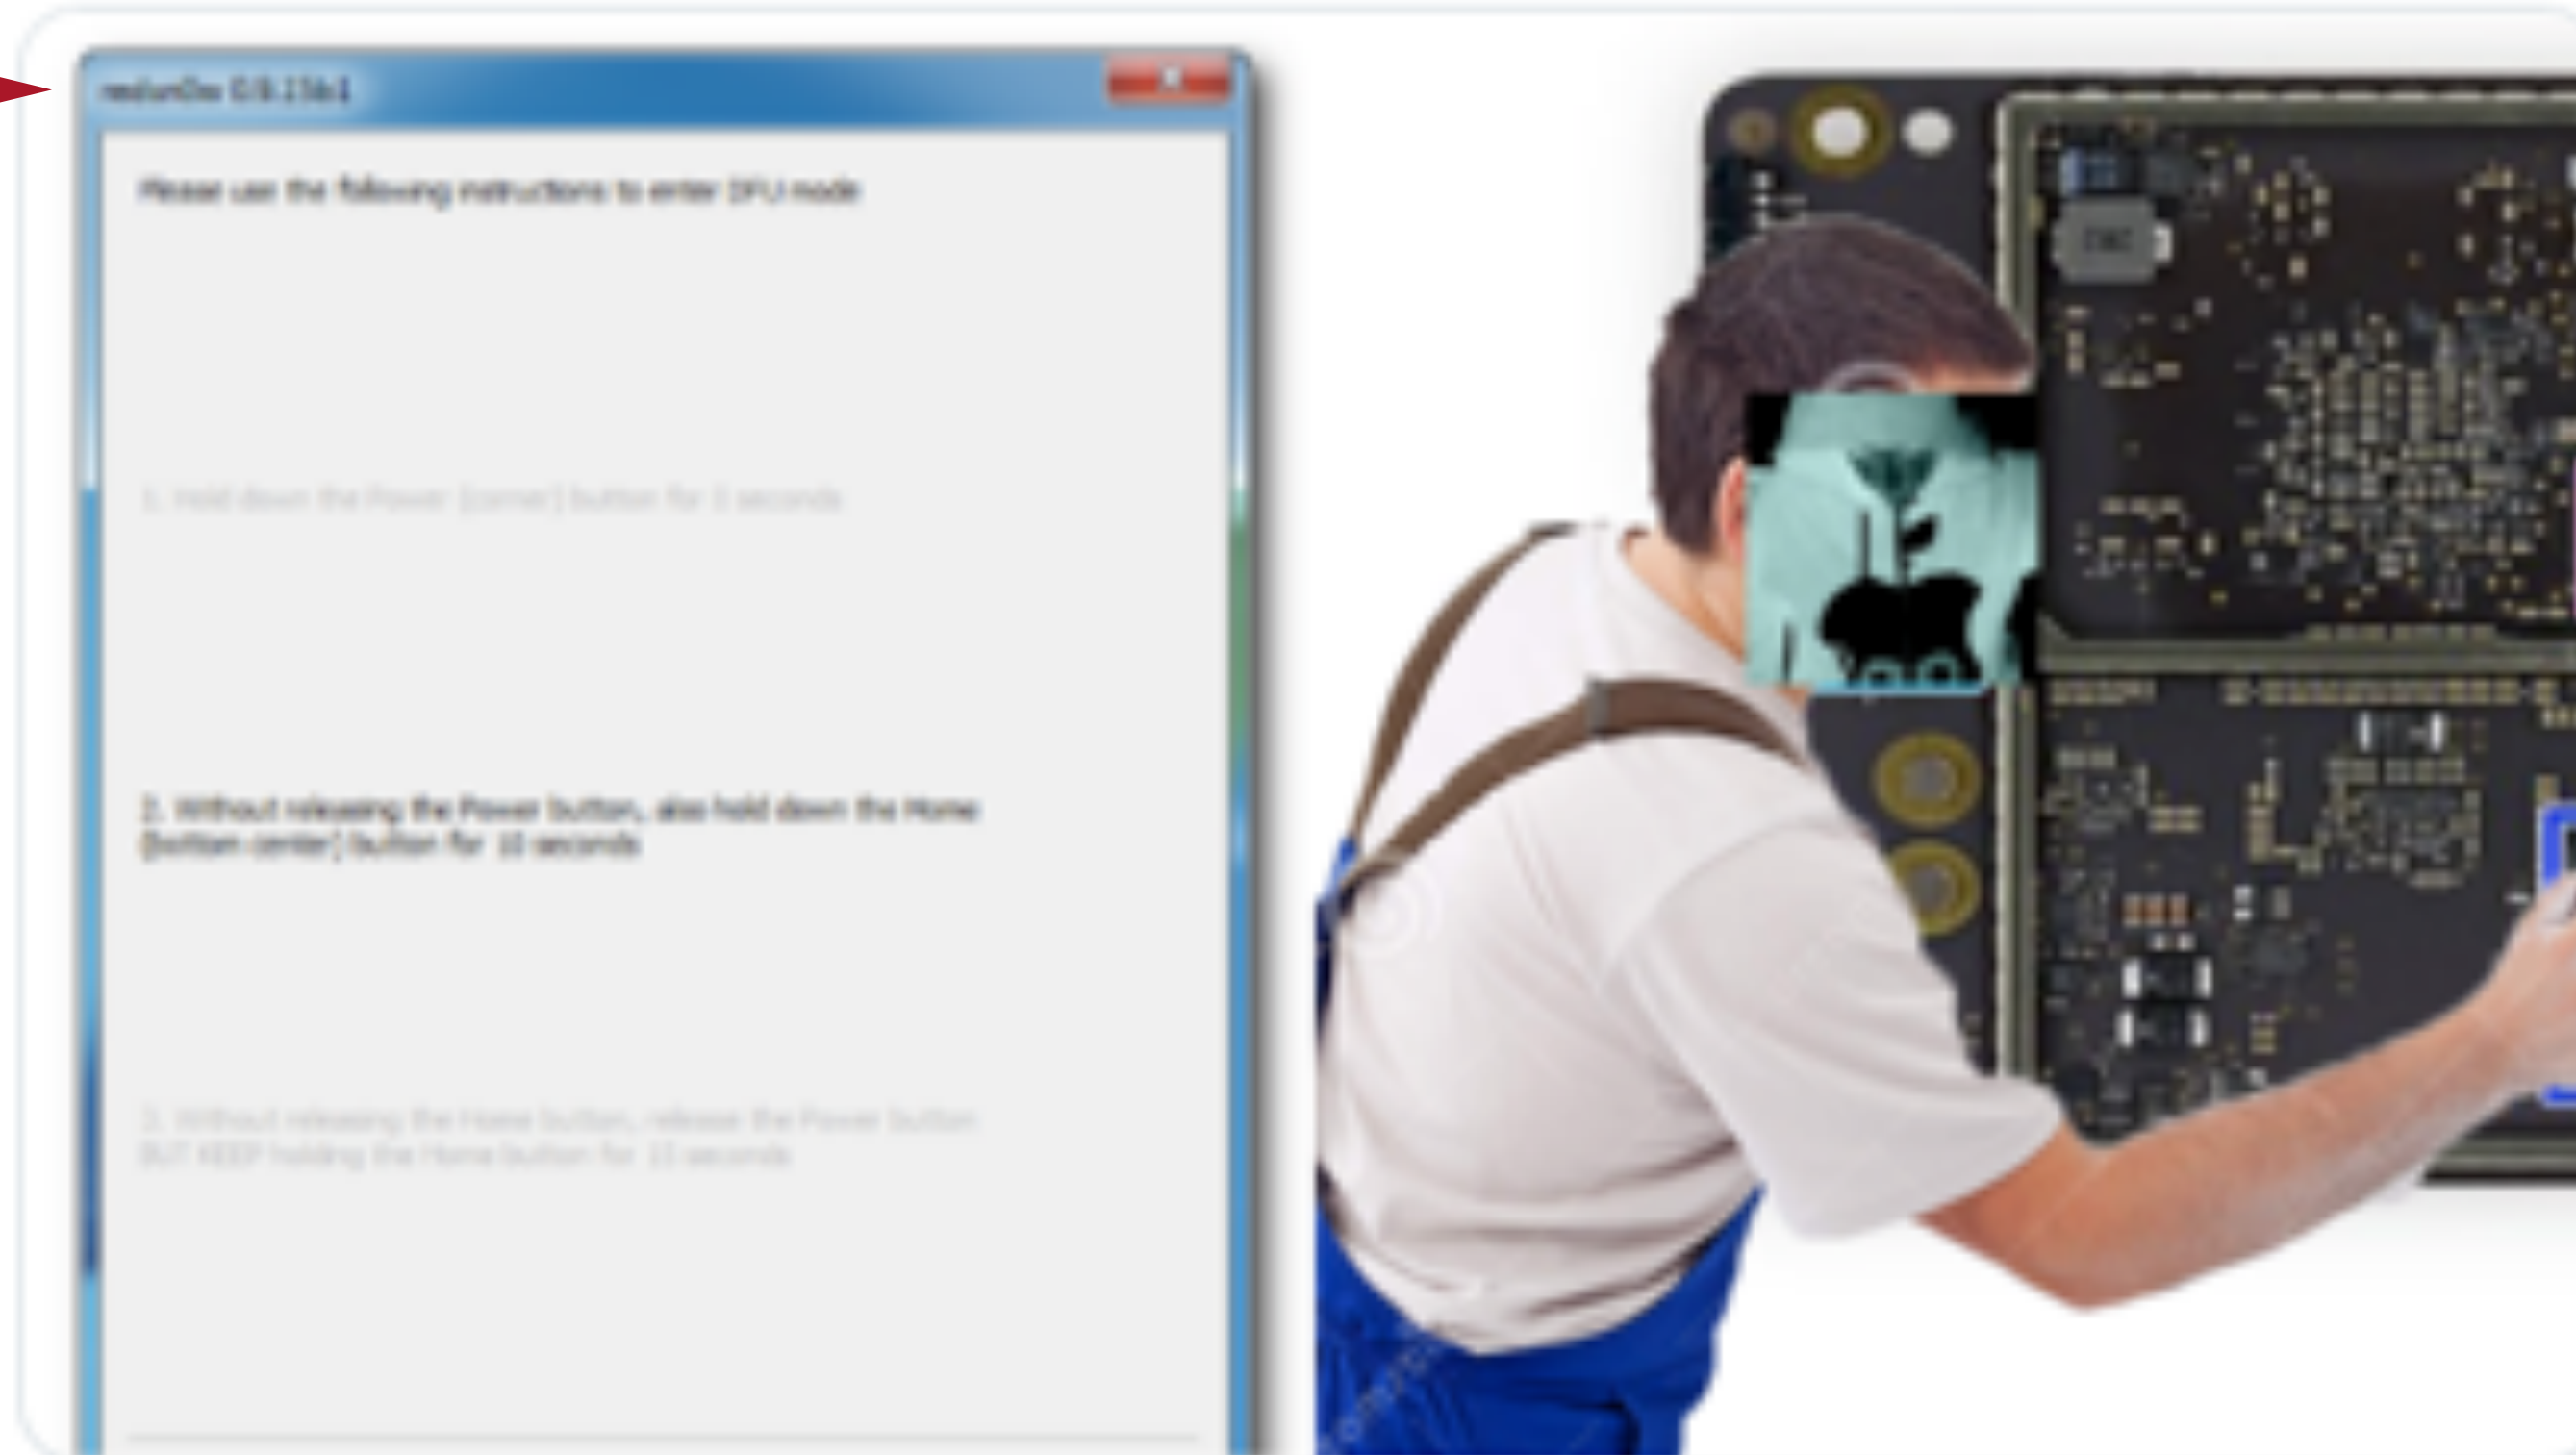 redsn0w 0.9.15b1
Please use the following instructions to enter DFU mode
1. Hold down the Power (corner) button for 3 seconds
2. Without releasing the Power button, also hold down the Home
(bottom center) button for 10 seconds
3. Without releasing the Home button, release the Power button
BUT KEEP holding the Home button for 15 seconds